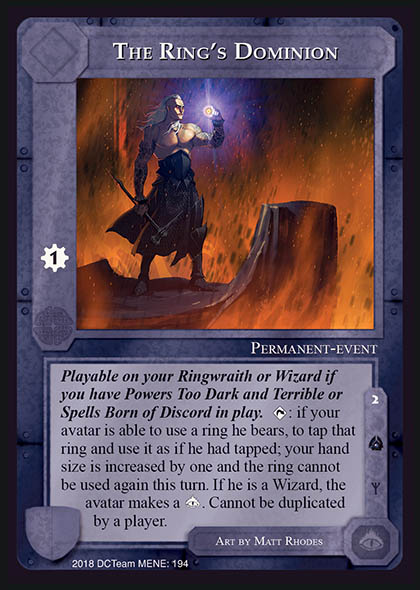 The Ring's Dominion
1
Permanent-event
Playable on your Ringwraith or Wizard if
you have Powers Too Dark and Terrible or
Spells Born of Discord in play. : if your
avatar is able to use a ring he bears, to tap that
ring and use it as if he had tapped; your hand
size is increased by one and the ring cannot
be used again this turn. If he is a Wizard, the
avatar makes a . Cannot be duplicated
by a player.
2
Art by Matt Rhodes
2018 DCTeam MENE: 194